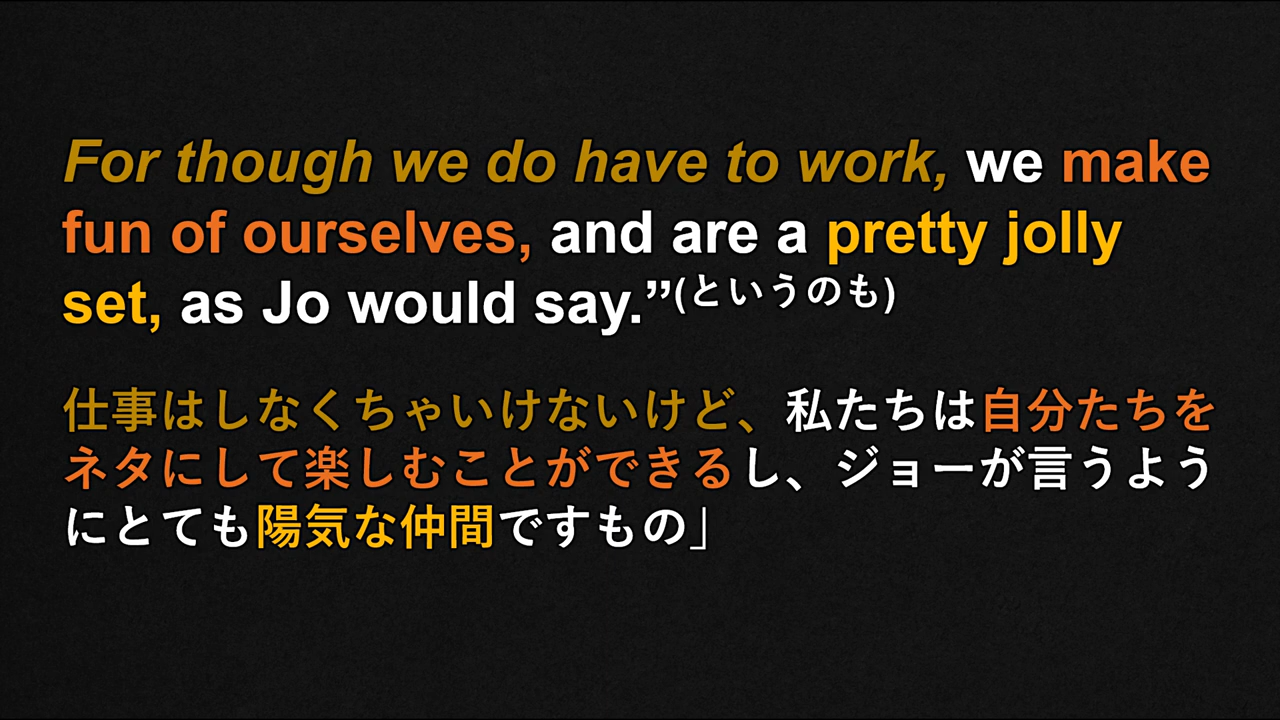 For though we do have to work, we make
fun of ourselves, and are a pretty jolly
set, as Jo would say.”(というのも)
仕事はしなくちゃいけないけど、私たちは自分たちを
ネタにして楽しむことができるし、ジョーが言うよう
にとても陽気な仲間ですもの」